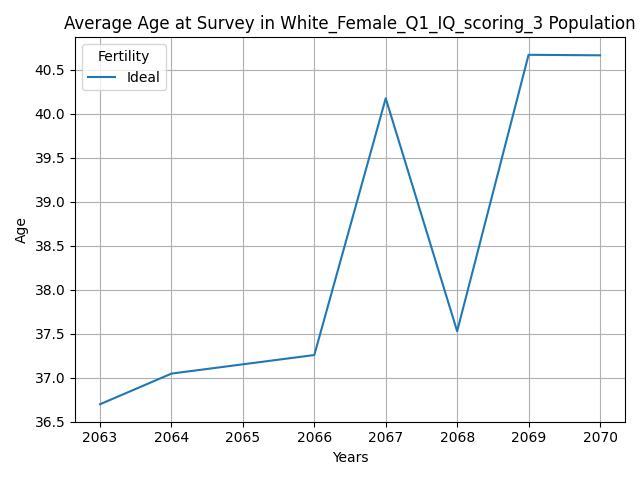 Average Age at Survey in White_Female_Q1_IQ_scoring_3 Population
Fertility
Ideal
40.5
40.0
39.5
39.0
38.5
38.0
37.5
37.0
36.5
Age
2063 2064 2065 2066 2067 2068 2069 2070
Years